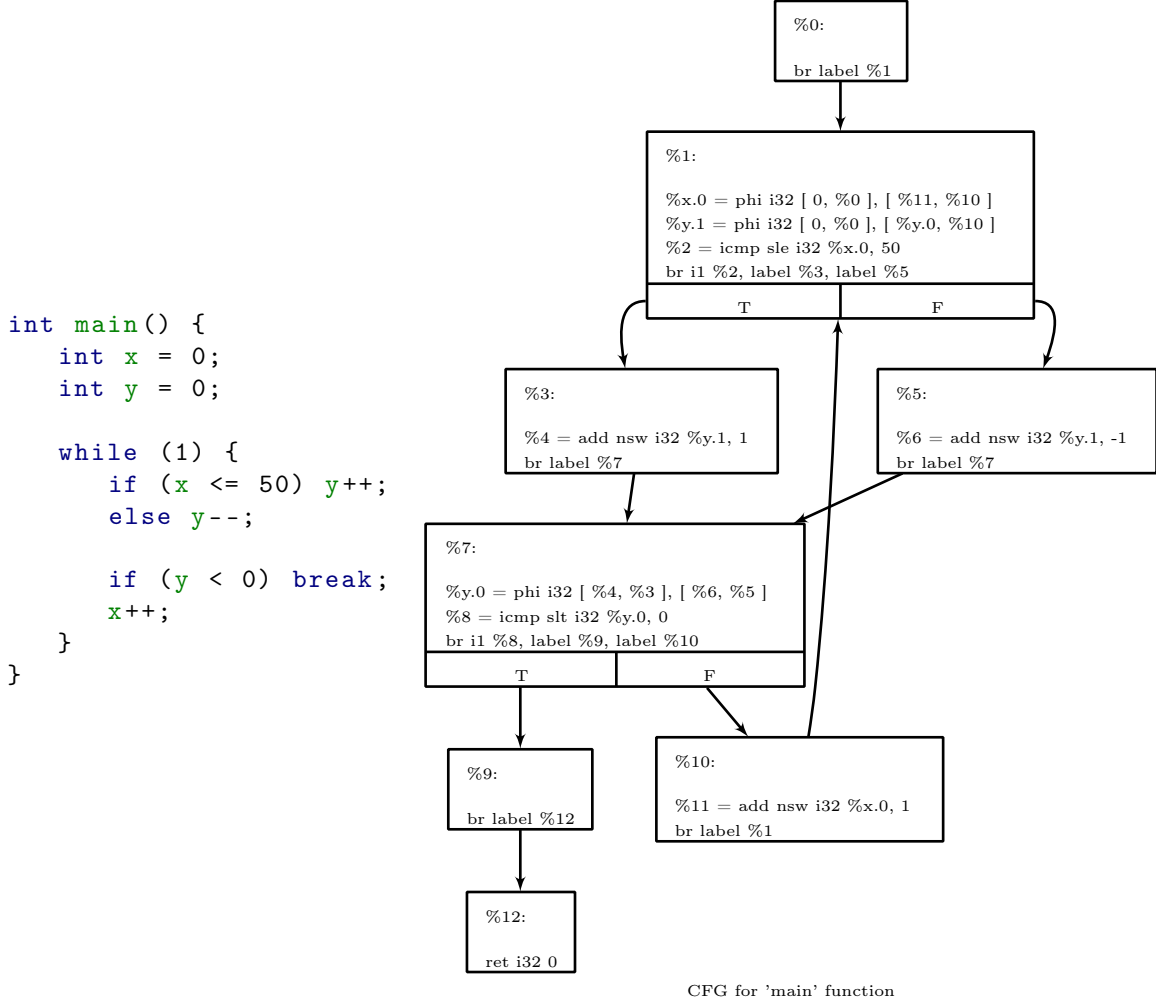 int main() {
int x = 0;
int y = 0;
while (1) {
if (x <= 50) y++;
else y--;
if (y < 0) break;
x++;
}
}
%0:
br label %1
%1:
%x.0 = phi i32 [ 0, %0 ], [ %11, %10 ]
%y.1 = phi i32 [ 0, %0 ], [ %y.0, %10 ]
%2 = icmp sle i32 %x.0, 50
br i1 %2, label %3, label %5
T
F
%3:
%4 = add nsw i32 %y.1, 1
br label %7
%5:
%6 = add nsw i32 %y.1, -1
br label %7
%7:
%y.0 = phi i32 [ %4, %3 ], [ %6, %5 ]
%8 = icmp slt i32 %y.0, 0
br i1 %8, label %9, label %10
T
F
%9:
br label %12
%10:
%11 = add nsw i32 %x.0, 1
br label %1
%12:
ret i32 0
CFG for 'main' function